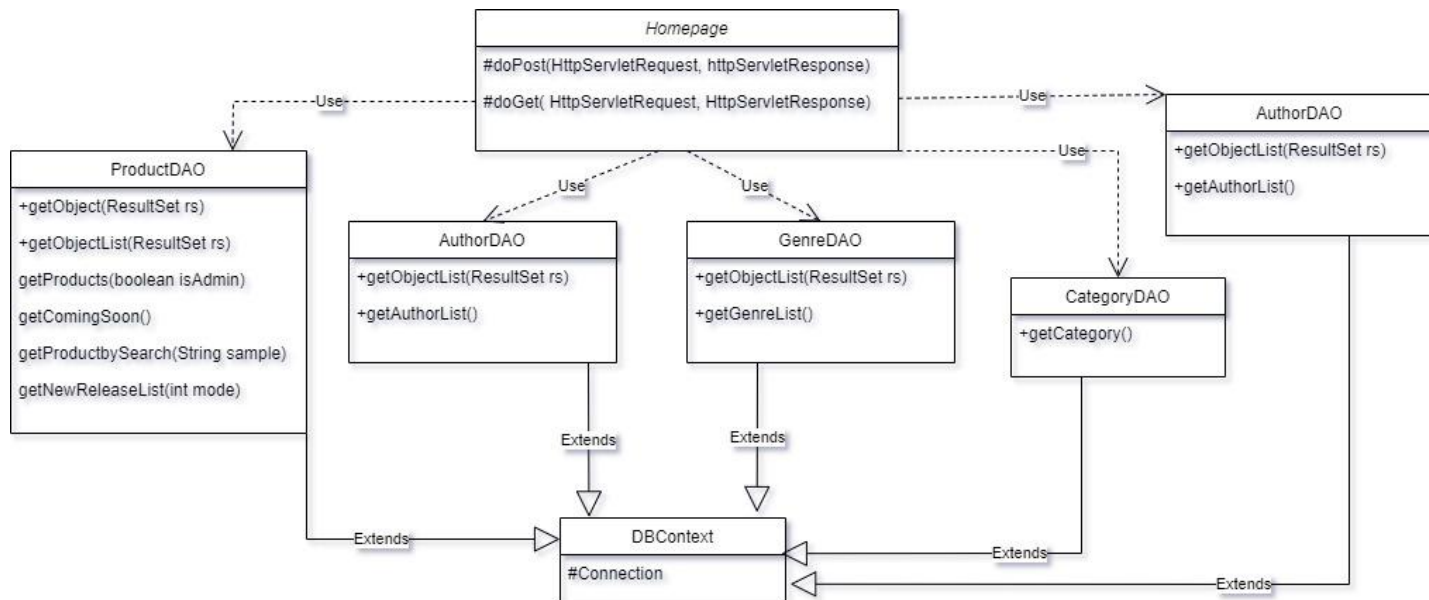 Homepage
#doPost(HttpServletRequest, httpServletResponse)
#doGet( HttpServletRequest, HttpServletResponse)
Use
Use
Use
Use
Use
ProductDAO
+getObject(ResultSet rs)
+getObjectList(ResultSet rs)
getProducts(boolean isAdmin)
getComingSoon()
getProductbySearch(String sample)
getNewReleaseList(int mode)
AuthorDAO
+getObjectList(ResultSet rs)
+getAuthorList()
GenreDAO
+getObjectList(ResultSet rs)
+getGenreList()
CategoryDAO
+getCategory()
AuthorDAO
+getObjectList(ResultSet rs)
+getAuthorList()
Extends
Extends
Extends
Extends
Extends
DBContext
#Connection